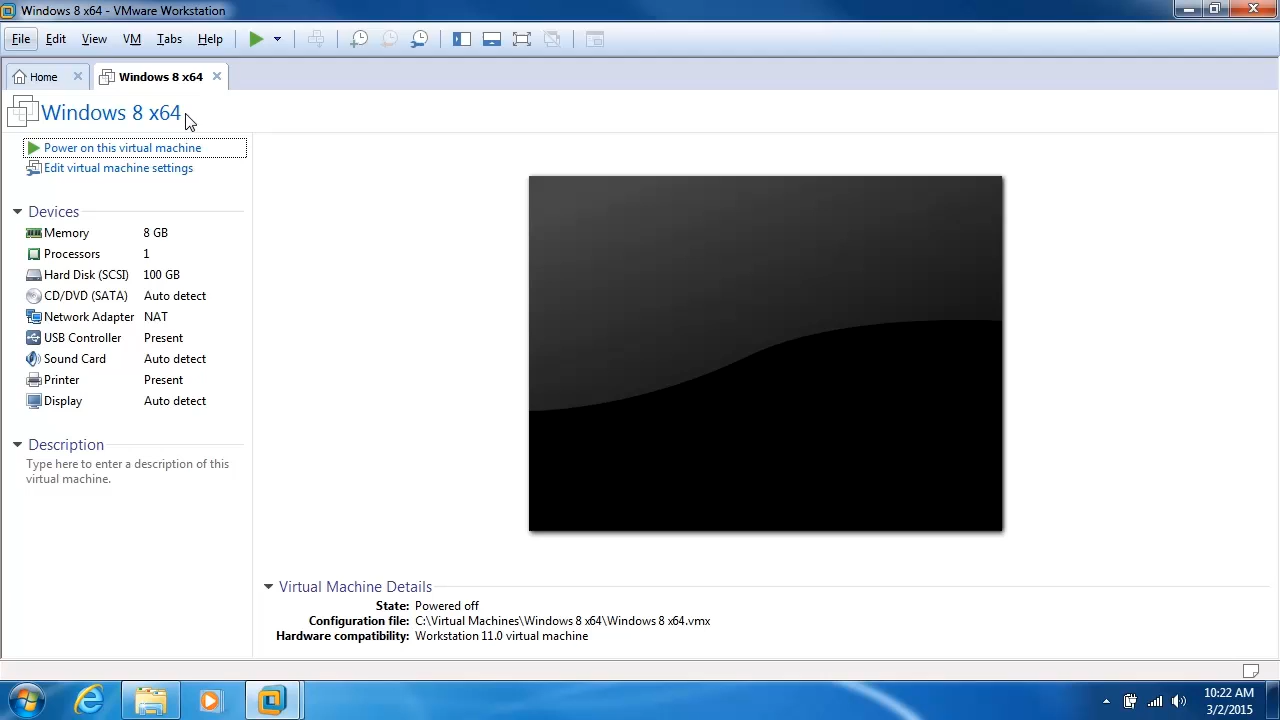 Windows 8 x64 - VMware Workstation
File Edit View VM Tabs Help
Home Windows 8 x64
Windows 8 x64
Power on this virtual machine
Edit virtual machine settings
Devices
Memory 8 GB
Processors 1
Hard Disk (SCSI) 100 GB
CD/DVD (SATA) Auto detect
Network Adapter NAT
USB Controller Present
Sound Card Auto detect
Printer Present
Display Auto detect
Description
Type here to enter a description of this
virtual machine.
Virtual Machine Details
State: Powered off
Configuration file: C:\Virtual Machines\Windows 8 x64\Windows 8 x64.vmx
Hardware compatibility: Workstation 11.0 virtual machine
10:22 AM
3/2/2015